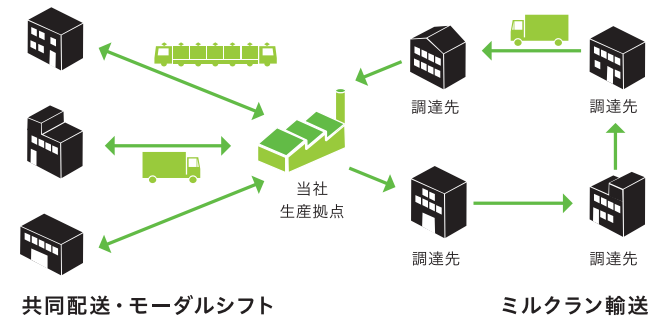 調達先
調達先
当社
生産拠点
調達先
調達先
共同配送・モーダルシフト
ミルクラン輸送